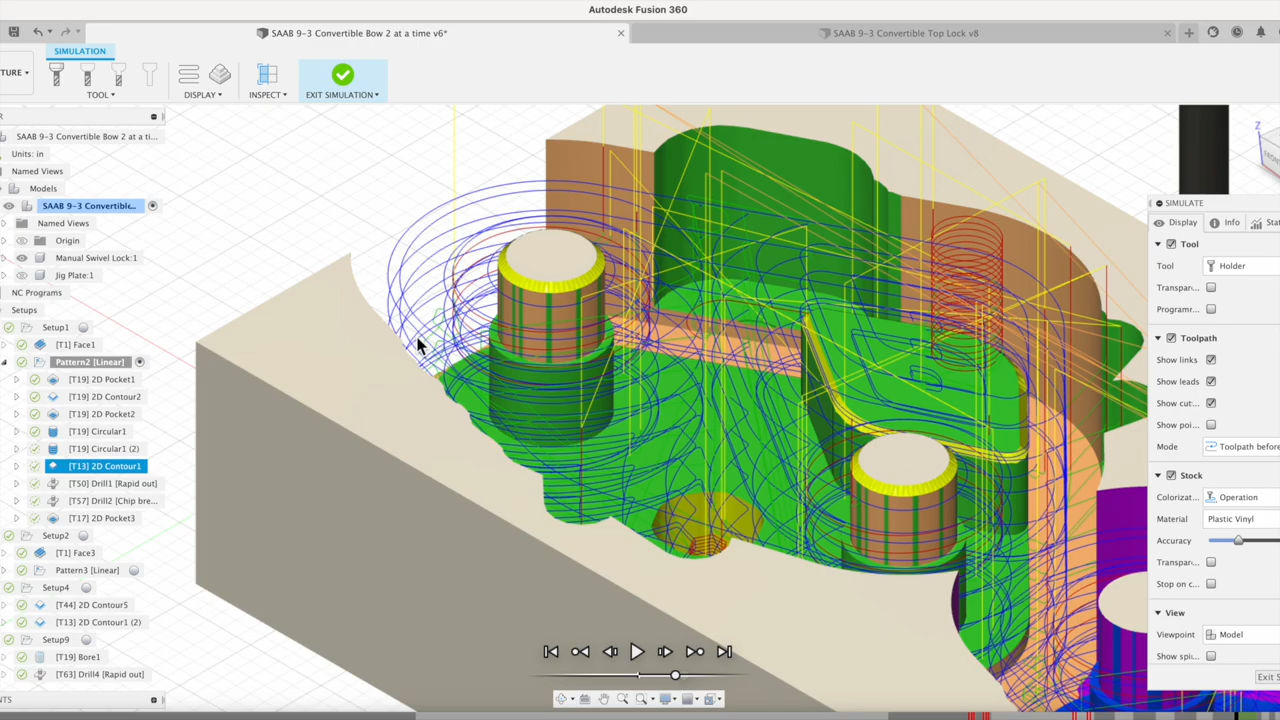 Autodesk Fusion 360
SAAB 9-3 Convertible Bow 2 at a time v6*
SAAB 9-3 Convertible Top Lock v8
SIMULATION
TURE
TOOL
DISPLAY
INSPECT
EXIT SIMULATION
R
SAAB 9-3 Convertible Bow 2 at a ti...
Units: in
Named Views
Models
SAAB 9-3 Convertible...
Named Views
Origin
Manual Swivel Lock:1
Jig Plate:1
NC Programs
Setups
Setup1
[T1] Face1
Pattern2 [Linear]
[T19] 2D Pocket1
[T19] 2D Contour2
[T19] 2D Pocket2
[T19] Circular1
[T19] Circular1 (2)
[T13] 2D Contour1
[T50] Drill1 [Rapid out]
[T57] Drill2 [Chip bre...
[T17] 2D Pocket3
Setup2
[T1] Face3
Pattern3 [Linear]
Setup4
[T44] 2D Contour5
[T13] 2D Contour1 (2)
Setup9
[T19] Bore1
[T63] Drill4 [Rapid out]
NTS
Z
SIMULATE
Display
Info
Sta
Tool
Tool
Holder
Transpar...
Programr...
Toolpath
Show links
Show leads
Show cut...
Show poi...
Mode
Toolpath before
Stock
Colorizat...
Operation
Material
Plastic Vinyl
Accuracy
Transpar...
Stop on c...
View
Viewpoint
Model
Show spi...
Exit S